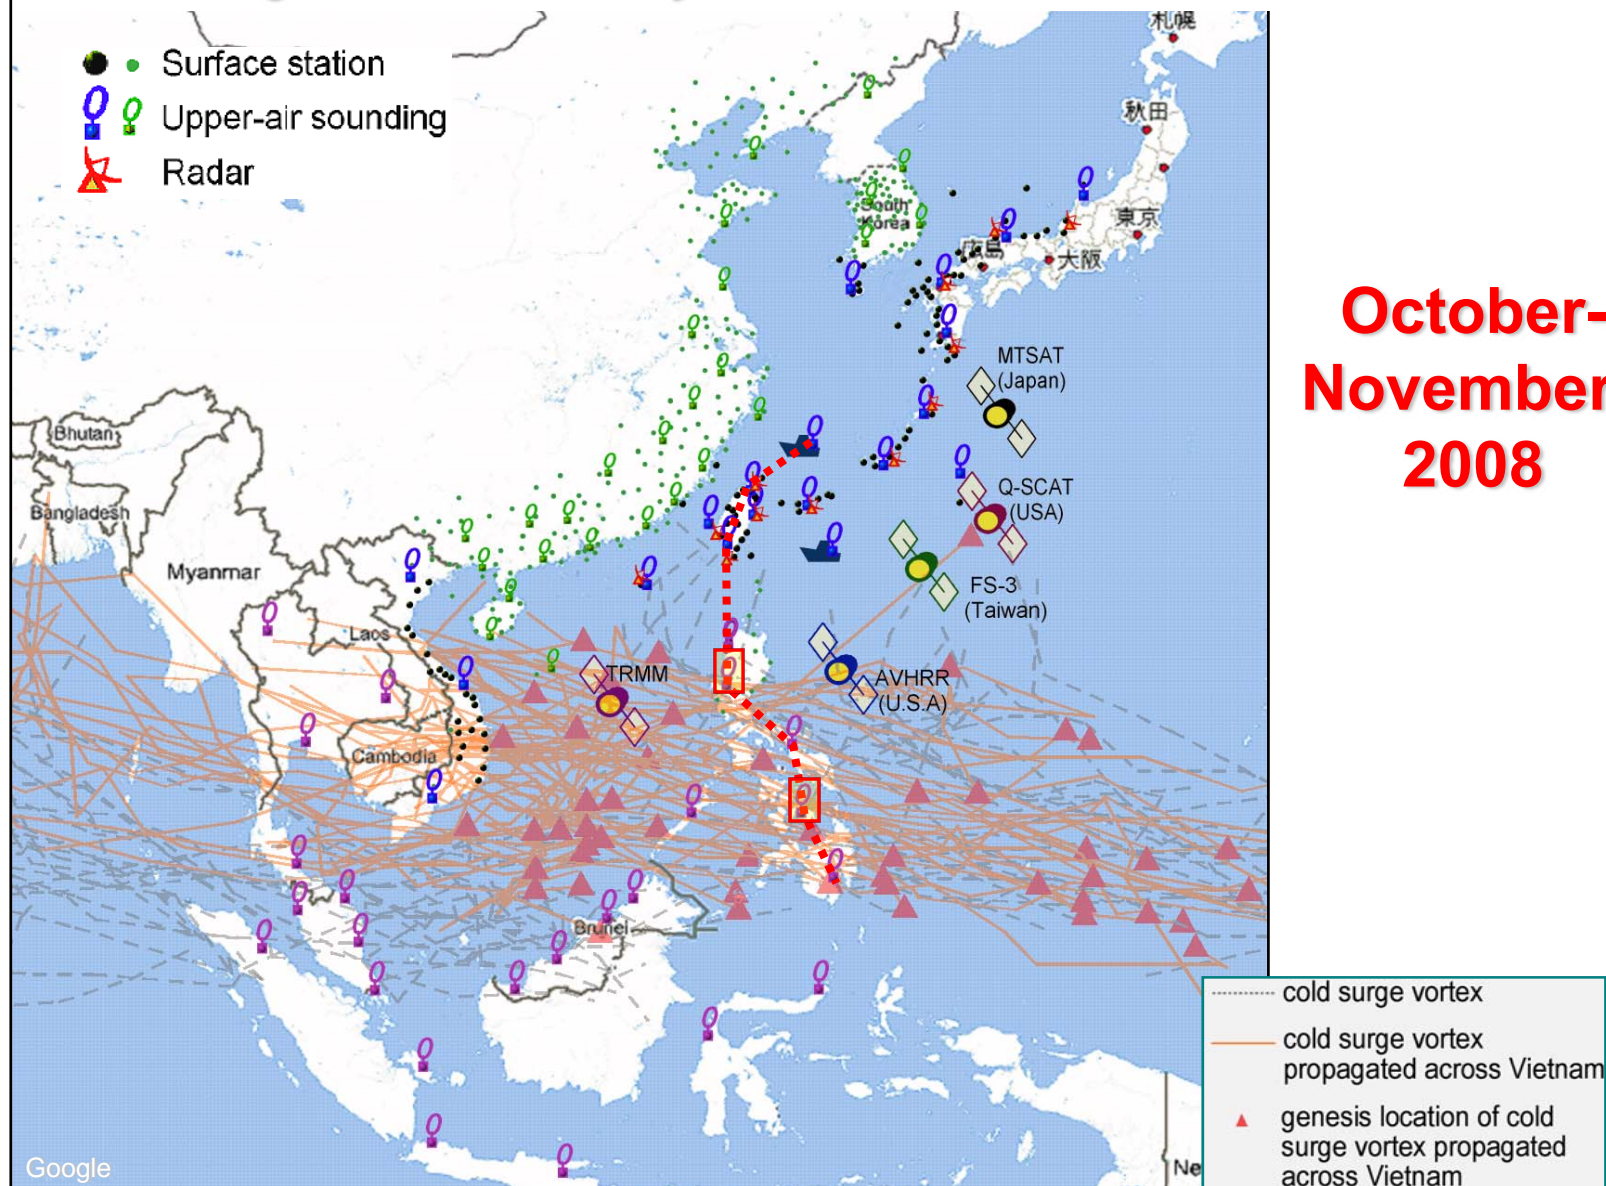 Surface station
Upper-air sounding
Radar
札幌
秋田
東京
大阪
広島
South
Korea
October-
November
2008
MTSAT
(Japan)
Q-SCAT
(USA)
FS-3
(Taiwan)
AVHRR
(U.S.A)
TRMM
Bhutan
Bangladesh
Myanmar
Laos
Cambodia
Brunei
cold surge vortex
cold surge vortex
propagated across Vietnam
genesis location of cold
surge vortex propagated
across Vietnam
Ne
Google